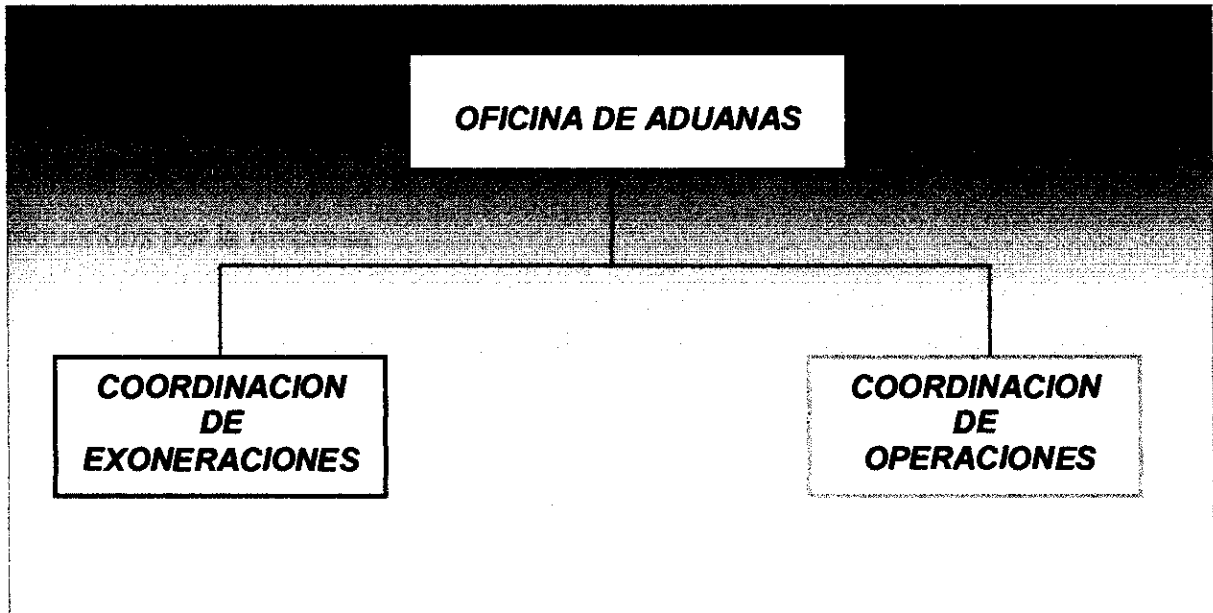 OFICINA DE ADUANAS
COORDINACION
DE
EXONERACIONES
COORDINACION
DE
OPERACIONES